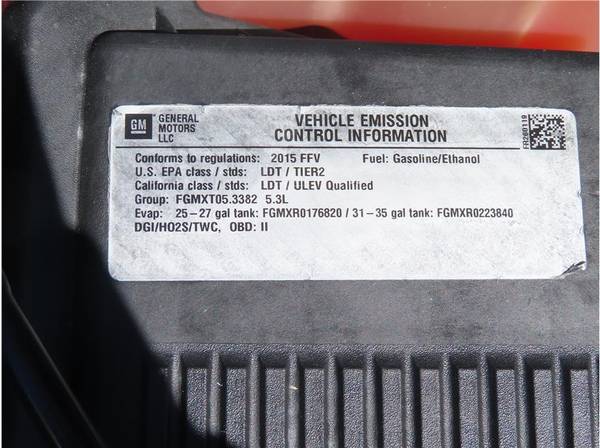 GM
GENERAL MOTORS LLC
VEHICLE EMISSION
CONTROL INFORMATION
FR280119
Conforms to regulations: 2015 FFV Fuel: Gasoline/Ethanol
U.S. EPA class / stds: LDT / TIER2
California class / stds: LDT / ULEV Qualified
Group: FGMXT05.3382 5.3L
Evap: 25-27 gal tank: FGMXR0176820 / 31-35 gal tank: FGMXR0223840
DGI/HO2S/TWC, OBD: II